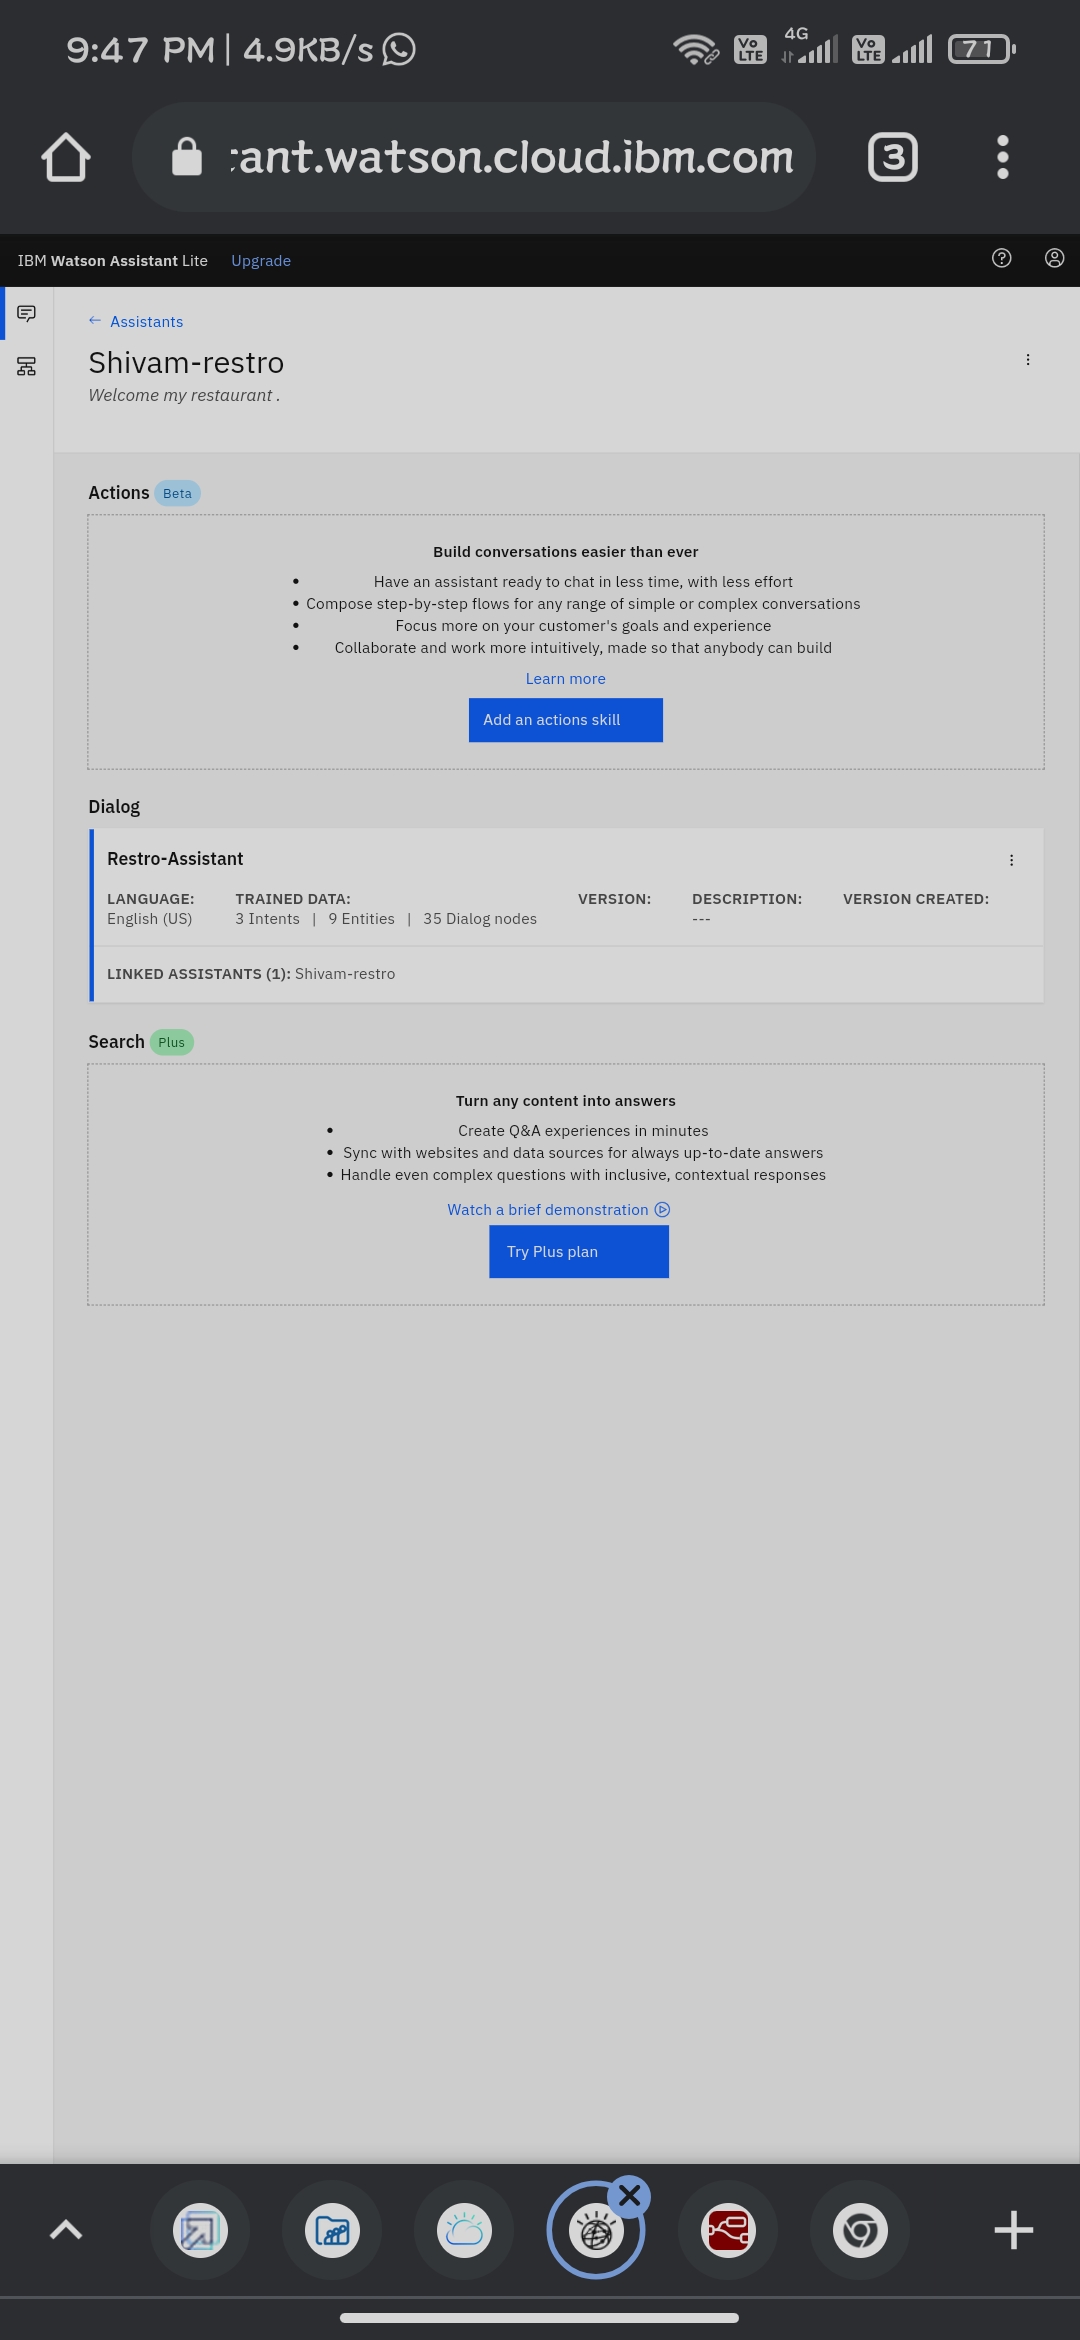 9:47 PM | 4.9KB/s
4G
Vo LTE
Vo LTE
71
ant.watson.cloud.ibm.com
3
IBM Watson Assistant Lite Upgrade
← Assistants
Shivam-restro
Welcome my restaurant .
Actions Beta
Build conversations easier than ever
• Have an assistant ready to chat in less time, with less effort
• Compose step-by-step flows for any range of simple or complex conversations
• Focus more on your customer's goals and experience
• Collaborate and work more intuitively, made so that anybody can build
Learn more
Add an actions skill
Dialog
Restro-Assistant
LANGUAGE: TRAINED DATA: VERSION: DESCRIPTION: VERSION CREATED:
English (US) 3 Intents | 9 Entities | 35 Dialog nodes ---
LINKED ASSISTANTS (1): Shivam-restro
Search Plus
Turn any content into answers
• Create Q&A experiences in minutes
• Sync with websites and data sources for always up-to-date answers
• Handle even complex questions with inclusive, contextual responses
Watch a brief demonstration
Try Plus plan